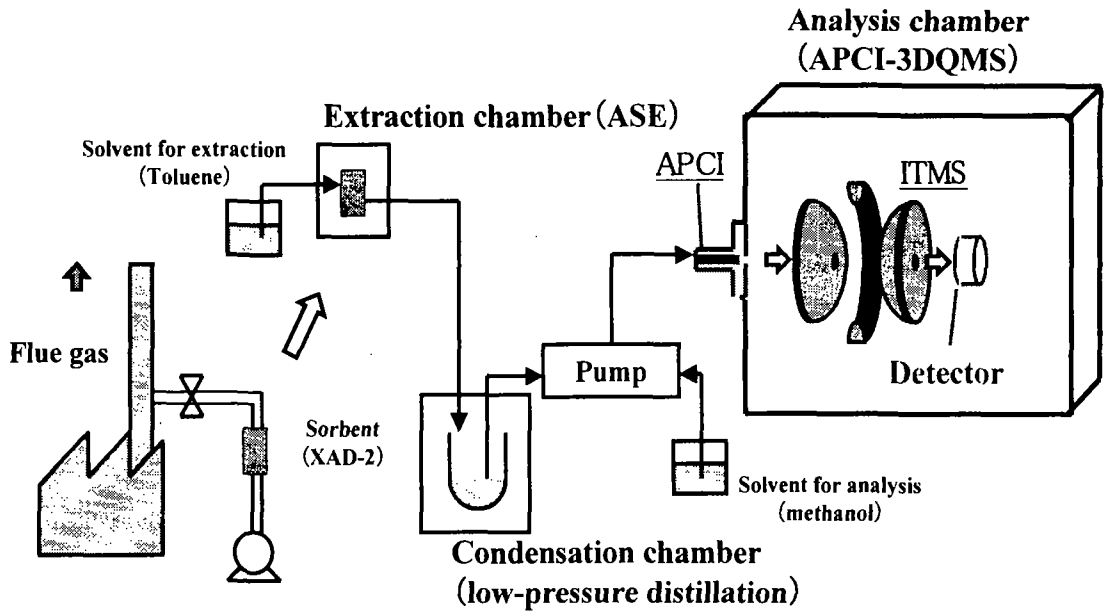 Analysis chamber
(APCI-3DQMS)
Extraction chamber (ASE)
Solvent for extraction
(Toluene)
APCI
ITMS
Flue gas
Pump
Detector
Sorbent
(XAD-2)
Solvent for analysis
(methanol)
Condensation chamber
(low-pressure distillation)